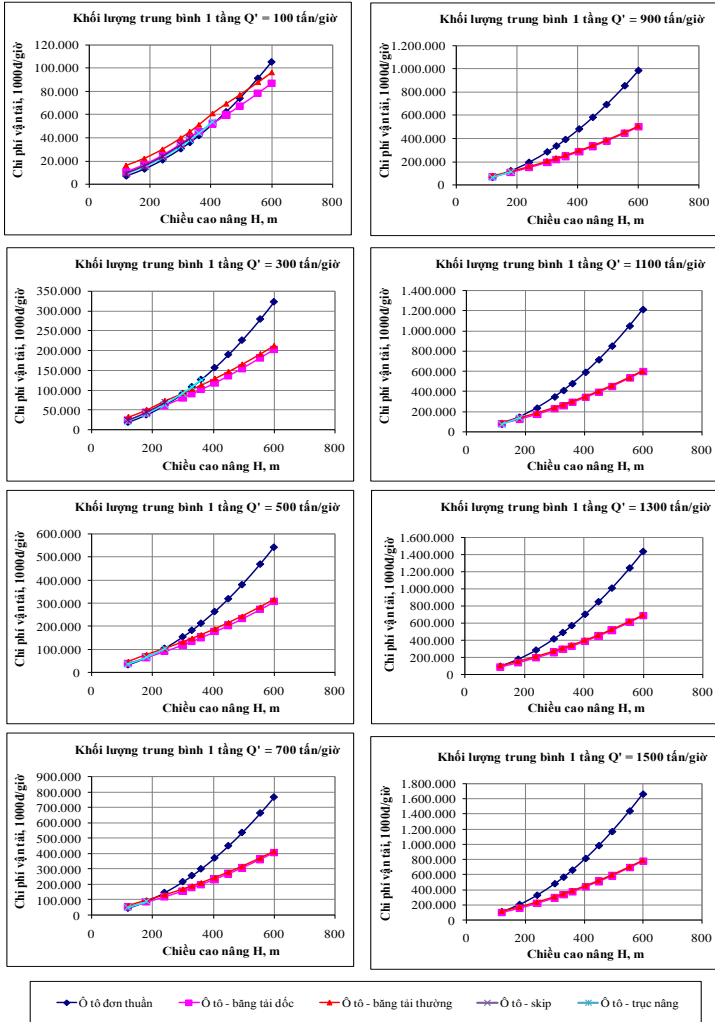 Khối lượng trung bình 1 tầng Q' = 100 tấn/giờ
Chi phí vận tải, 1000đ/giờ
120.000
100.000
80.000
60.000
40.000
20.000
0
0 200 400 600 800
Chiều cao nâng H, m
Khối lượng trung bình 1 tầng Q' = 900 tấn/giờ
Chi phí vận tải, 1000đ/giờ
1.200.000
1.000.000
800.000
600.000
400.000
200.000
0
0 200 400 600 800
Chiều cao nâng H, m
Khối lượng trung bình 1 tầng Q' = 300 tấn/giờ
Chi phí vận tải, 1000đ/giờ
350.000
300.000
250.000
200.000
150.000
100.000
50.000
0
0 200 400 600 800
Chiều cao nâng H, m
Khối lượng trung bình 1 tầng Q' = 1100 tấn/giờ
Chi phí vận tải, 1000đ/giờ
1.400.000
1.200.000
1.000.000
800.000
600.000
400.000
200.000
0
0 200 400 600 800
Chiều cao nâng H, m
Khối lượng trung bình 1 tầng Q' = 500 tấn/giờ
Chi phí vận tải, 1000đ/giờ
600.000
500.000
400.000
300.000
200.000
100.000
0
0 200 400 600 800
Chiều cao nâng H, m
Khối lượng trung bình 1 tầng Q' = 1300 tấn/giờ
Chi phí vận tải, 1000đ/giờ
1.600.000
1.400.000
1.200.000
1.000.000
800.000
600.000
400.000
200.000
0
0 200 400 600 800
Chiều cao nâng H, m
Khối lượng trung bình 1 tầng Q' = 700 tấn/giờ
Chi phí vận tải, 1000đ/giờ
900.000
800.000
700.000
600.000
500.000
400.000
300.000
200.000
100.000
0
0 200 400 600 800
Chiều cao nâng H, m
Khối lượng trung bình 1 tầng Q' = 1500 tấn/giờ
Chi phí vận tải, 1000đ/giờ
1.800.000
1.600.000
1.400.000
1.200.000
1.000.000
800.000
600.000
400.000
200.000
0
0 200 400 600 800
Chiều cao nâng H, m
Ô tô đơn thuần Ô tô - băng tải dốc Ô tô - băng tải thường Ô tô - skip Ô tô - trục nâng